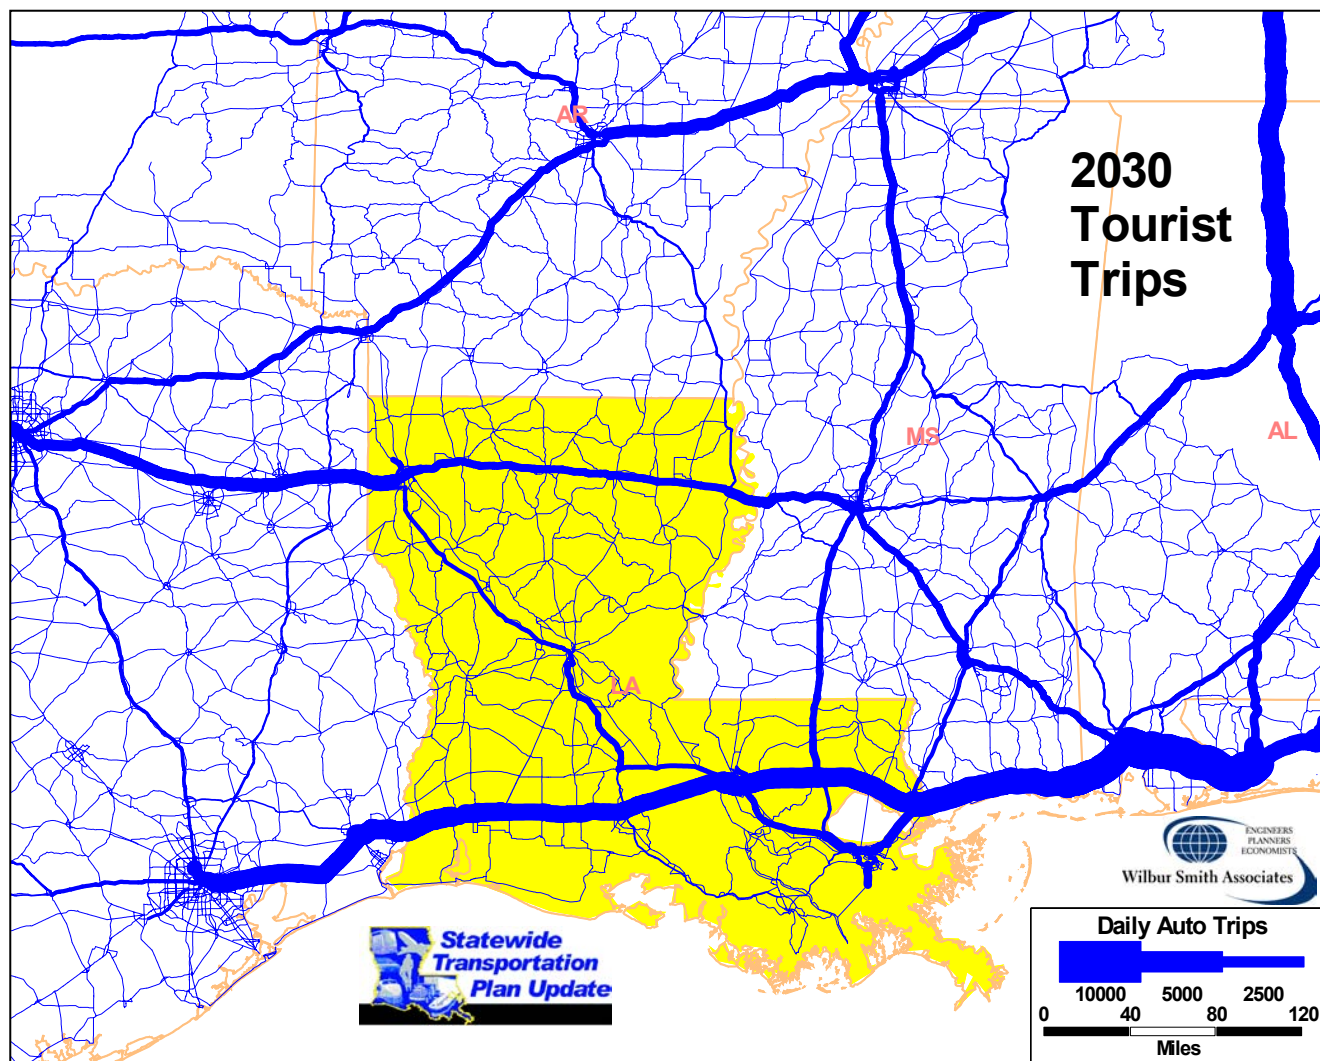 AR
2030
Tourist
Trips
MS
AL
LA
ENGINEERS
PLANNERS
ECONOMISTS
Wilbur Smith Associates
Statewide
Transportation
Plan Update
Daily Auto Trips
10000 5000 2500
0 40 80 120
Miles